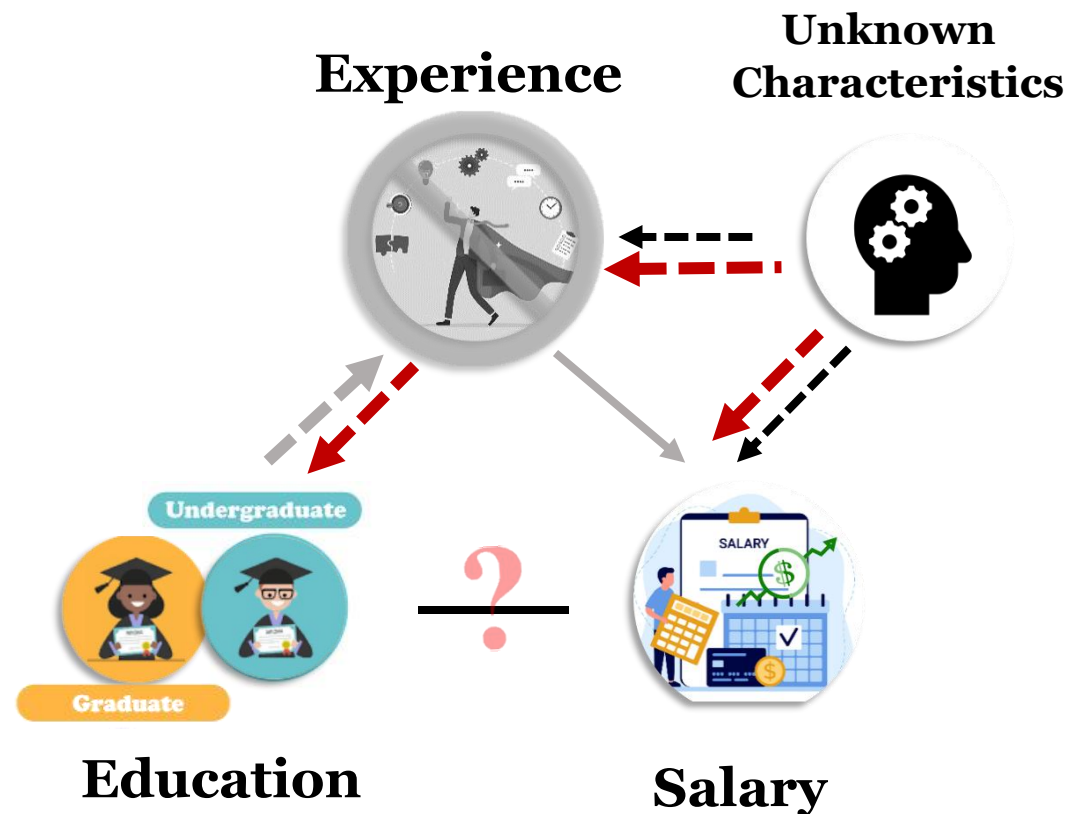 Unknown
Characteristics
Experience
Undergraduate
Graduate
?
SALARY
$
$
Education
Salary